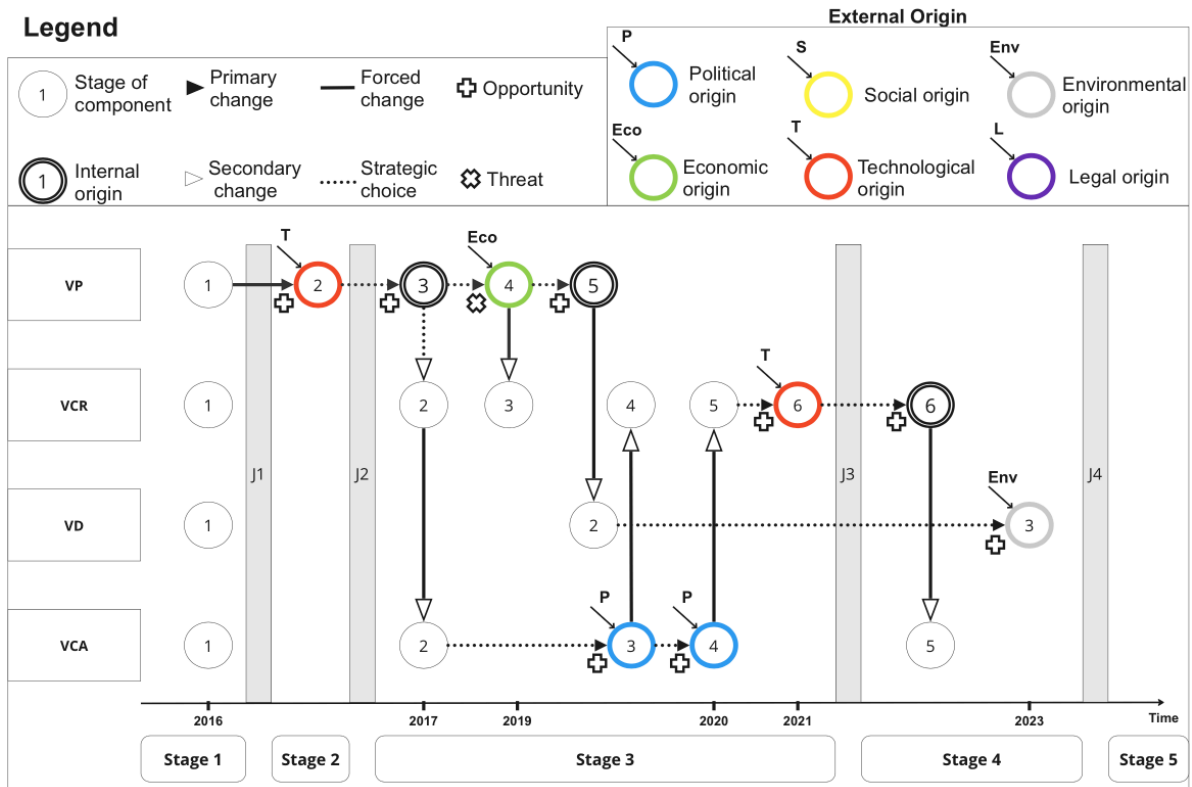 Legend
External Origin
1
Stage of
component
Primary
change
Forced
change
Opportunity
P
Political
origin
S
Social origin
Env
Environmental
origin
1
Internal
origin
Secondary
change
Strategic
choice
Threat
Eco
Economic
origin
T
Technological
origin
L
Legal origin
VP
1
T
2
3
Eco
4
5
VCR
1
2
3
4
5
T
6
6
J1
J2
J3
J4
VD
1
2
Env
3
VCA
1
2
P
3
P
4
5
2016
2017
2019
2020
2021
2023
Time
Stage 1
Stage 2
Stage 3
Stage 4
Stage 5